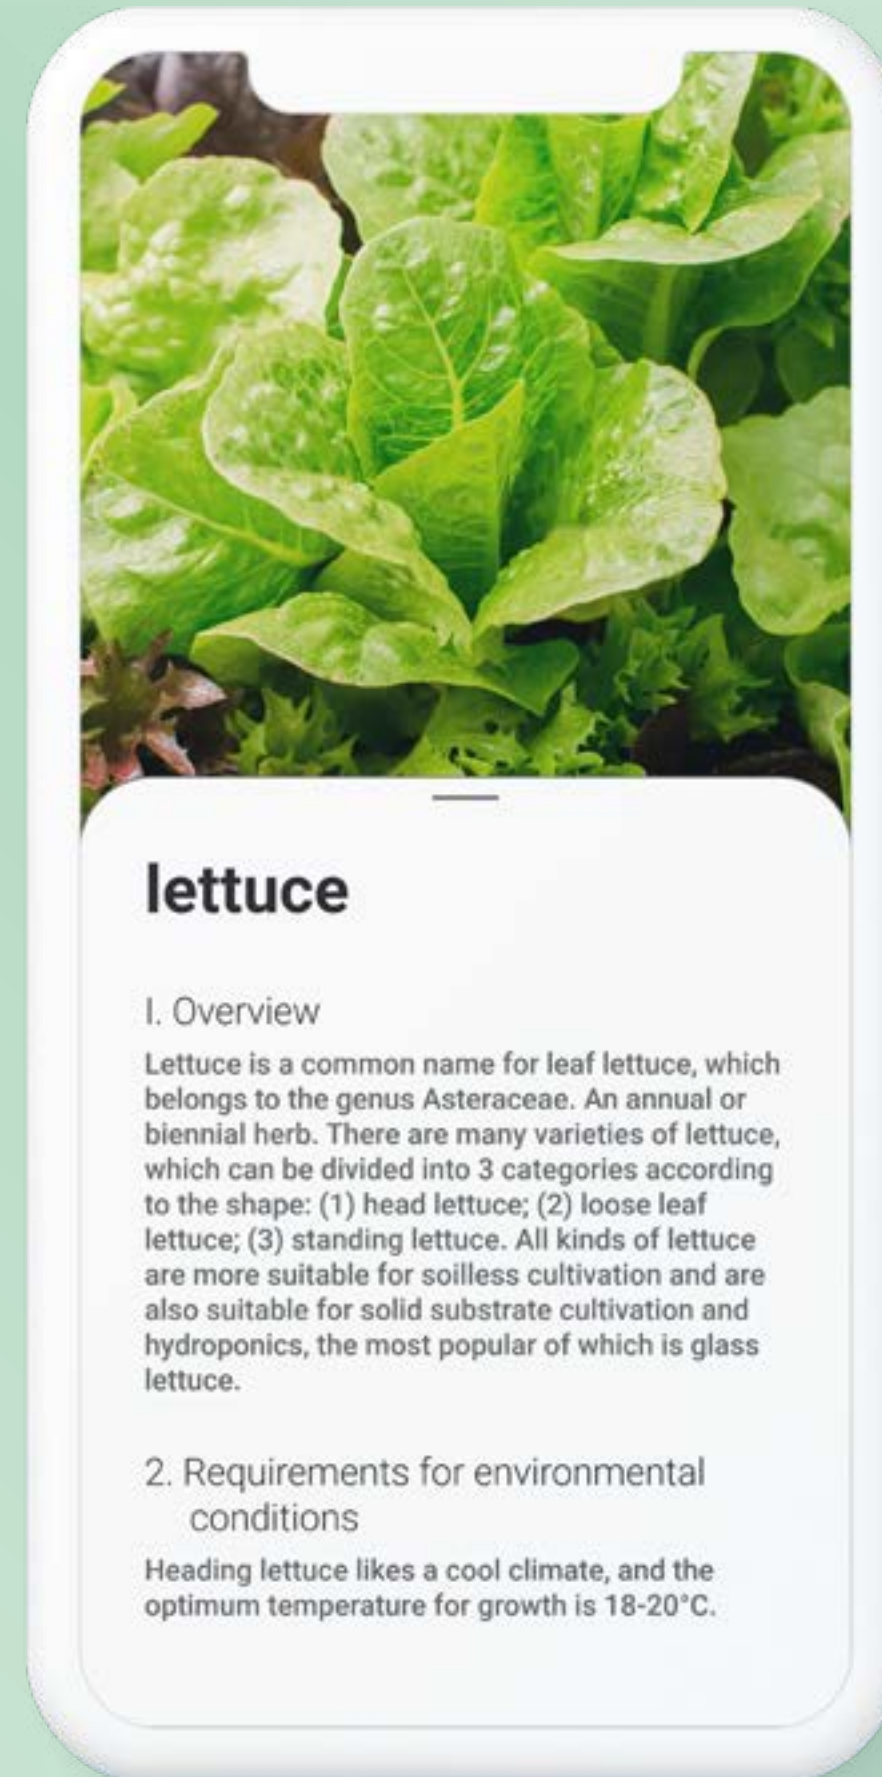 lettuce
I. Overview
Lettuce is a common name for leaf lettuce, which
belongs to the genus Asteraceae. An annual or
biennial herb. There are many varieties of lettuce,
which can be divided into 3 categories according
to the shape: (1) head lettuce; (2) loose leaf
lettuce; (3) standing lettuce. All kinds of lettuce
are more suitable for soilless cultivation and are
also suitable for solid substrate cultivation and
hydroponics, the most popular of which is glass
lettuce.
2. Requirements for environmental
conditions
Heading lettuce likes a cool climate, and the
optimum temperature for growth is 18-20°C.